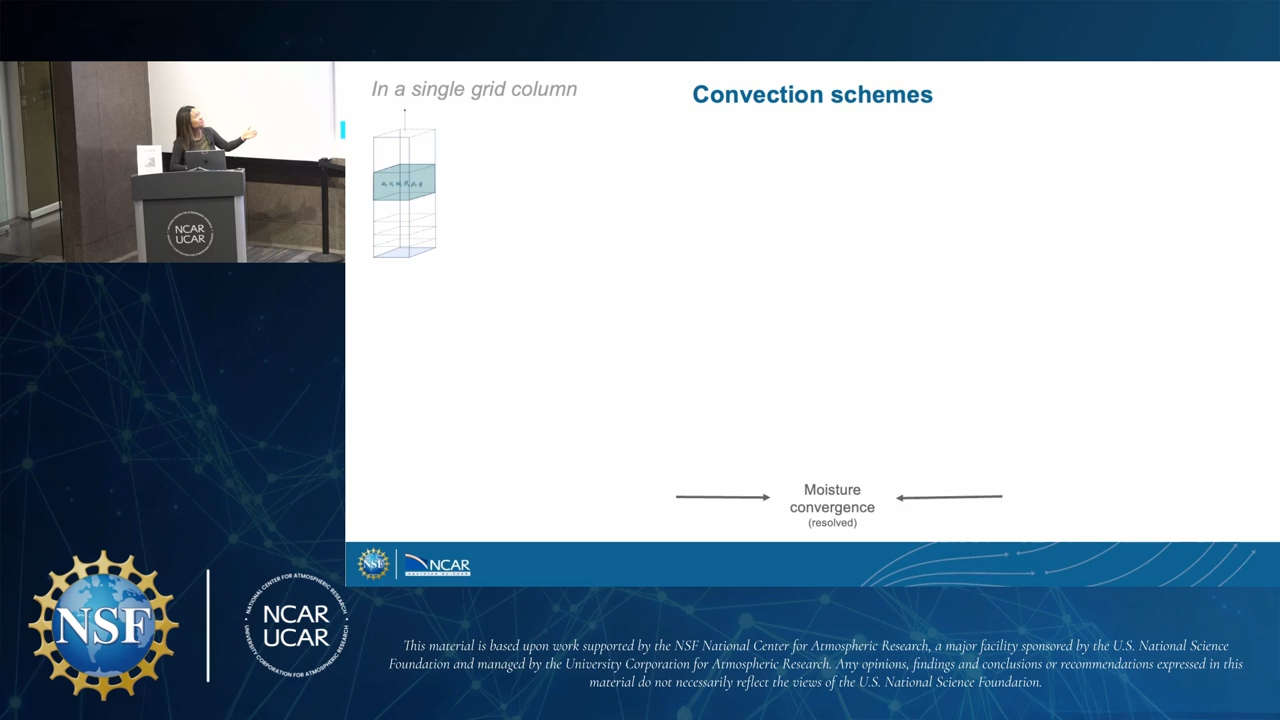 In a single grid column
Convection schemes
u, v, w, θ, p, q
NCAR
UCAR
Moisture
convergence
(resolved)
NSF
NCAR
NSF
NATIONAL CENTER FOR ATMOSPHERIC RESEARCH
NCAR
UCAR
UNIVERSITY CORPORATION FOR ATMOSPHERIC RESEARCH
This material is based upon work supported by the NSF National Center for Atmospheric Research, a major facility sponsored by the U.S. National Science
Foundation and managed by the University Corporation for Atmospheric Research. Any opinions, findings and conclusions or recommendations expressed in this
material do not necessarily reflect the views of the U.S. National Science Foundation.